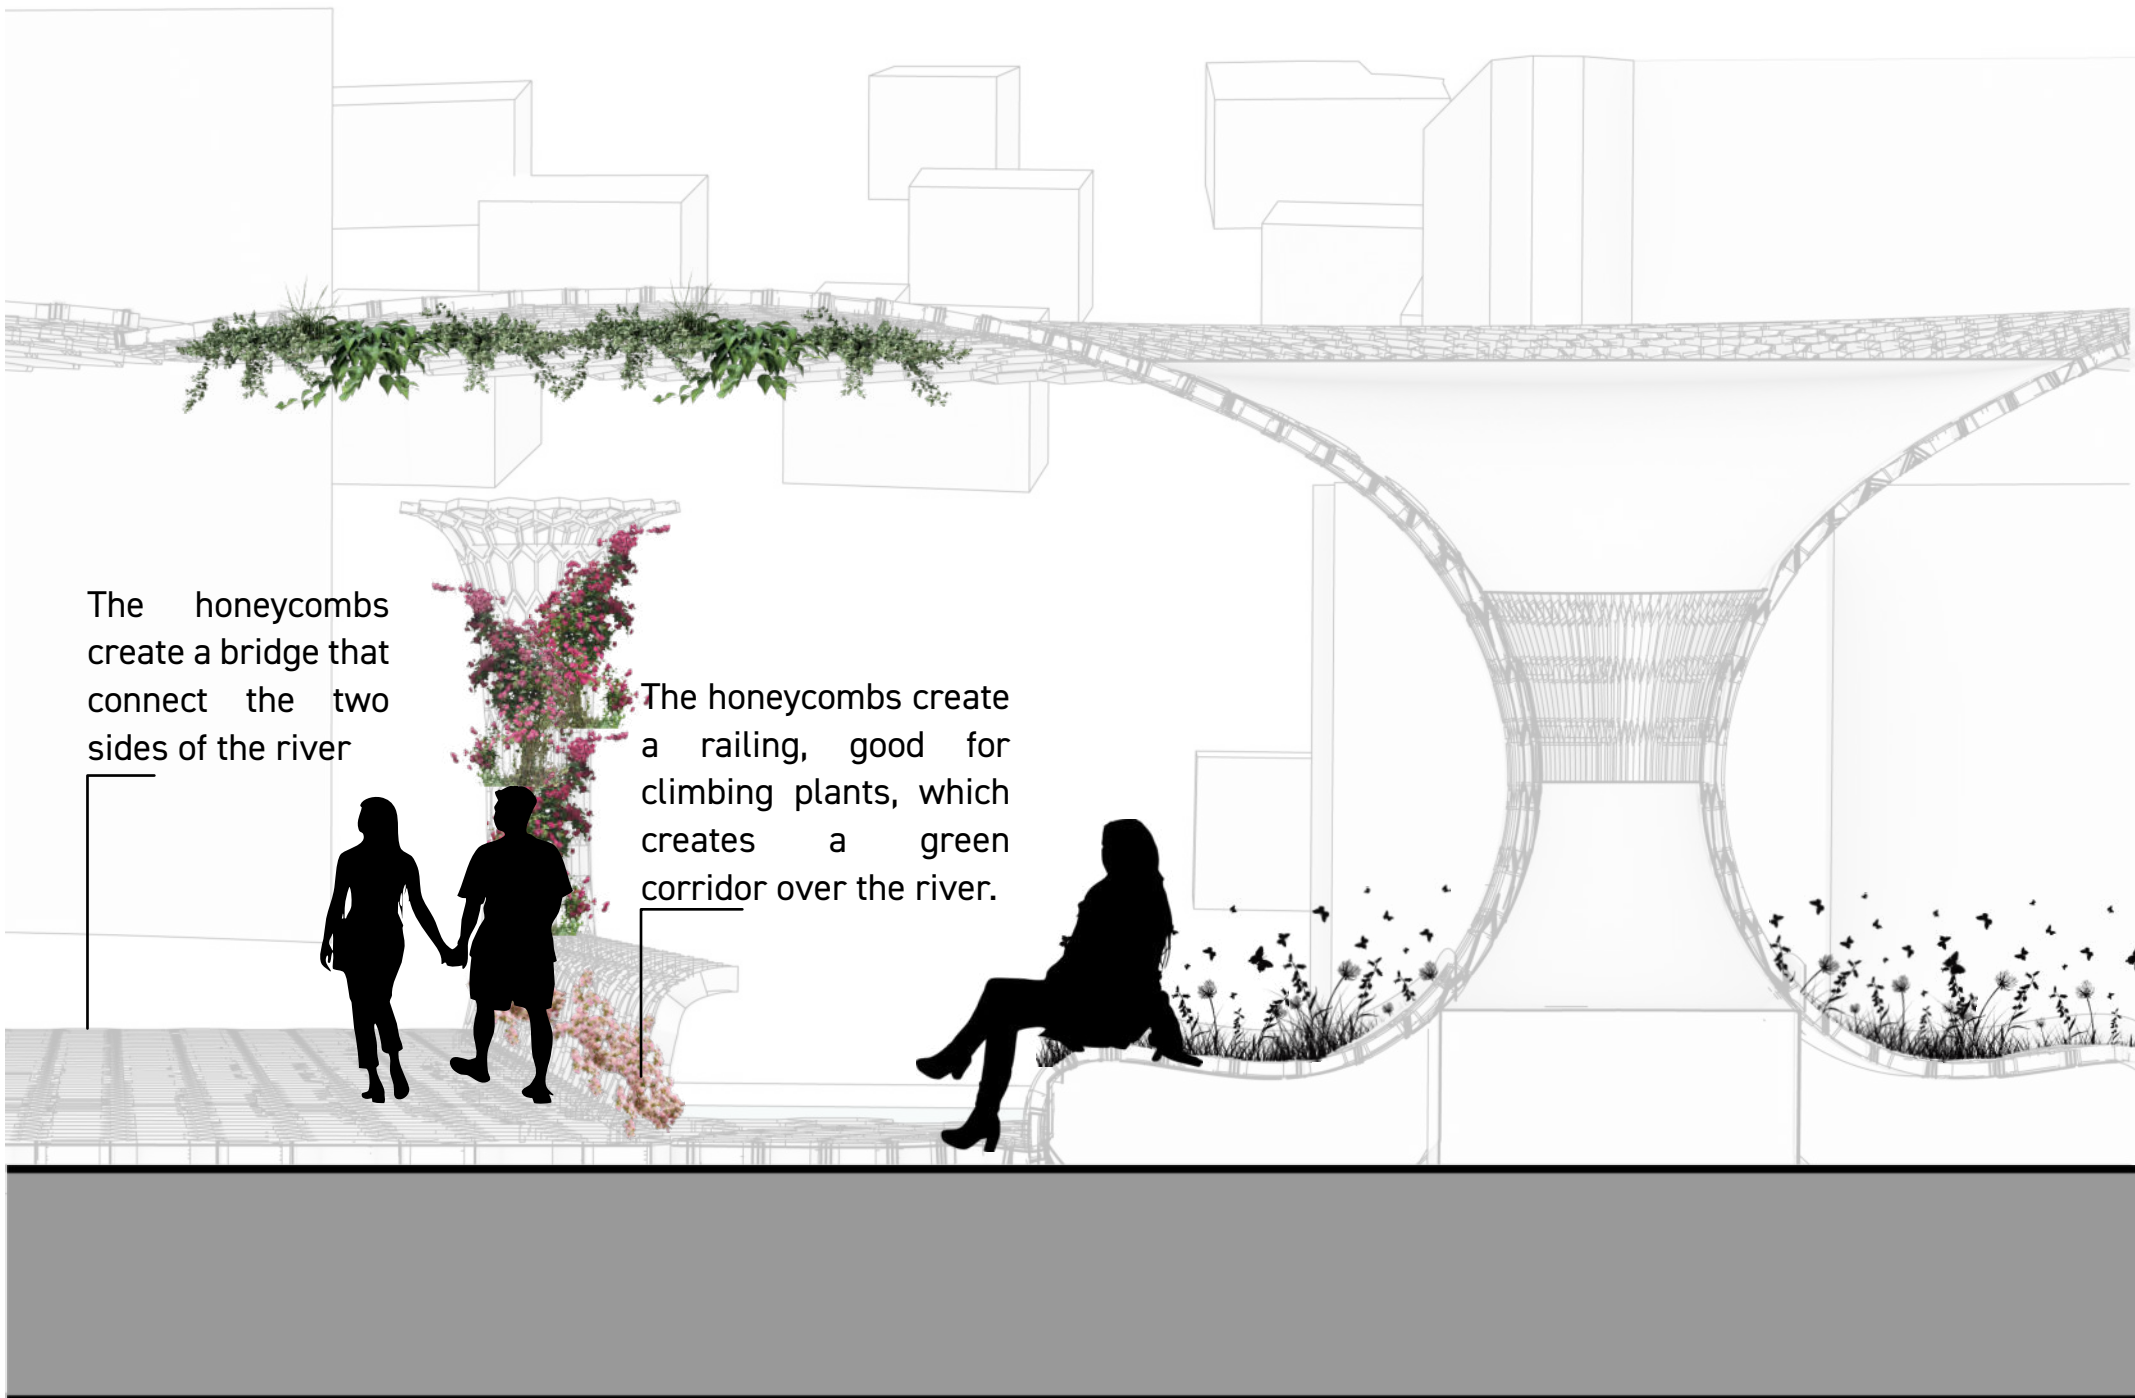 The honeycombs
create a bridge that
connect the two
sides of the river
The honeycombs create
a railing, good for
climbing plants, which
creates a green
corridor over the river.